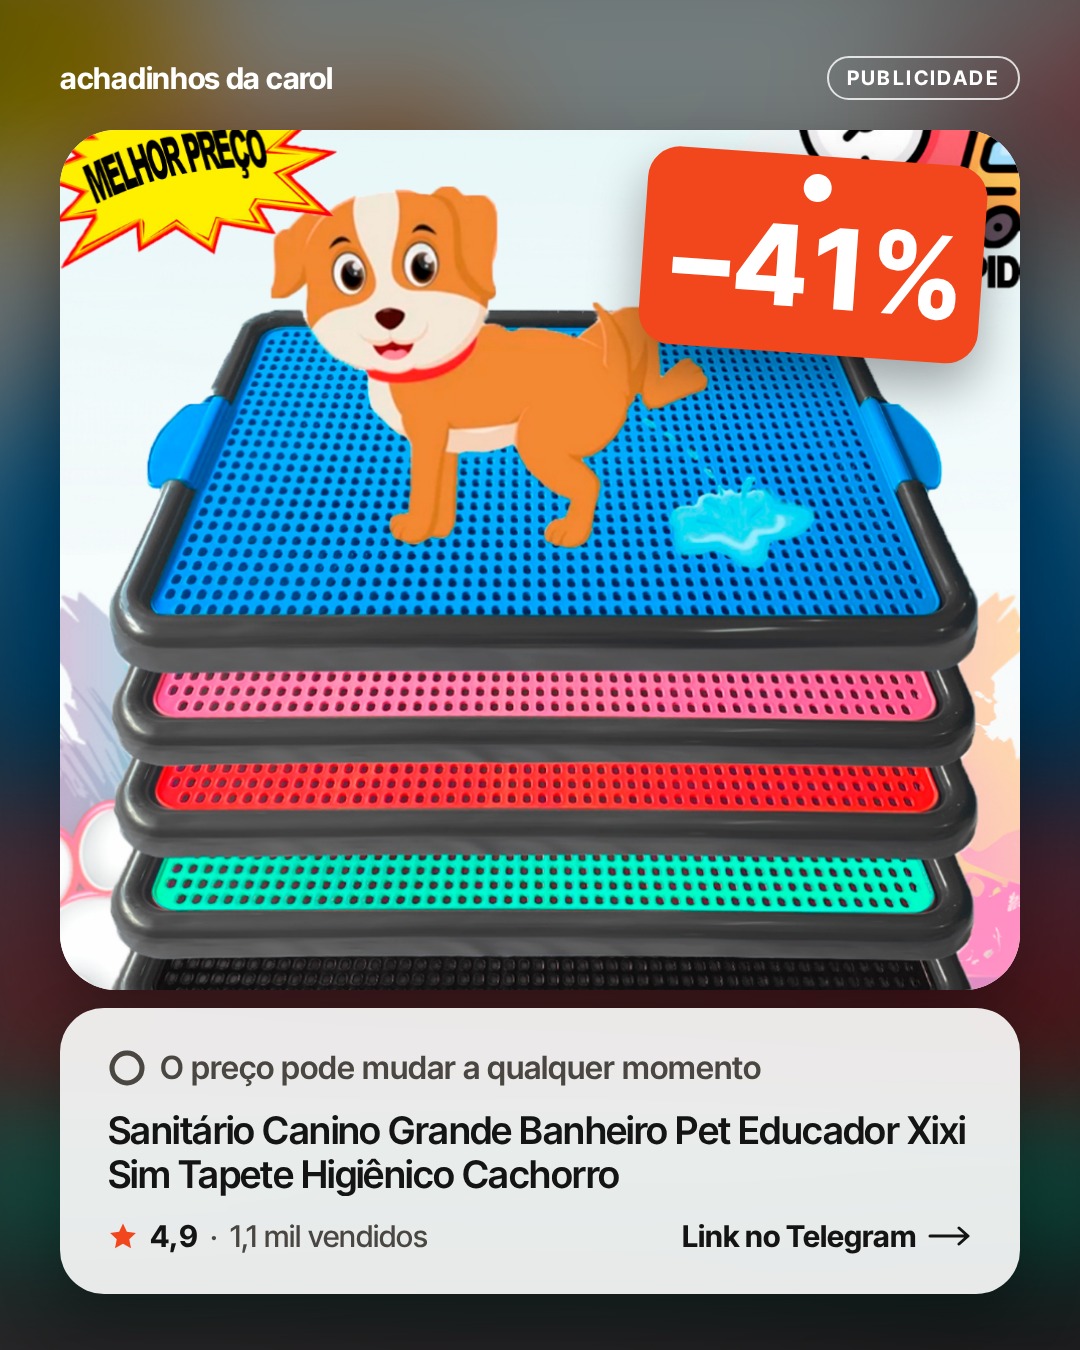 achadinhos da carol
PUBLICIDADE
MELHOR PREÇO
-41%
PID
O preço pode mudar a qualquer momento
Sanitário Canino Grande Banheiro Pet Educador Xixi
Sim Tapete Higiênico Cachorro
4,9 · 1,1 mil vendidos
Link no Telegram →